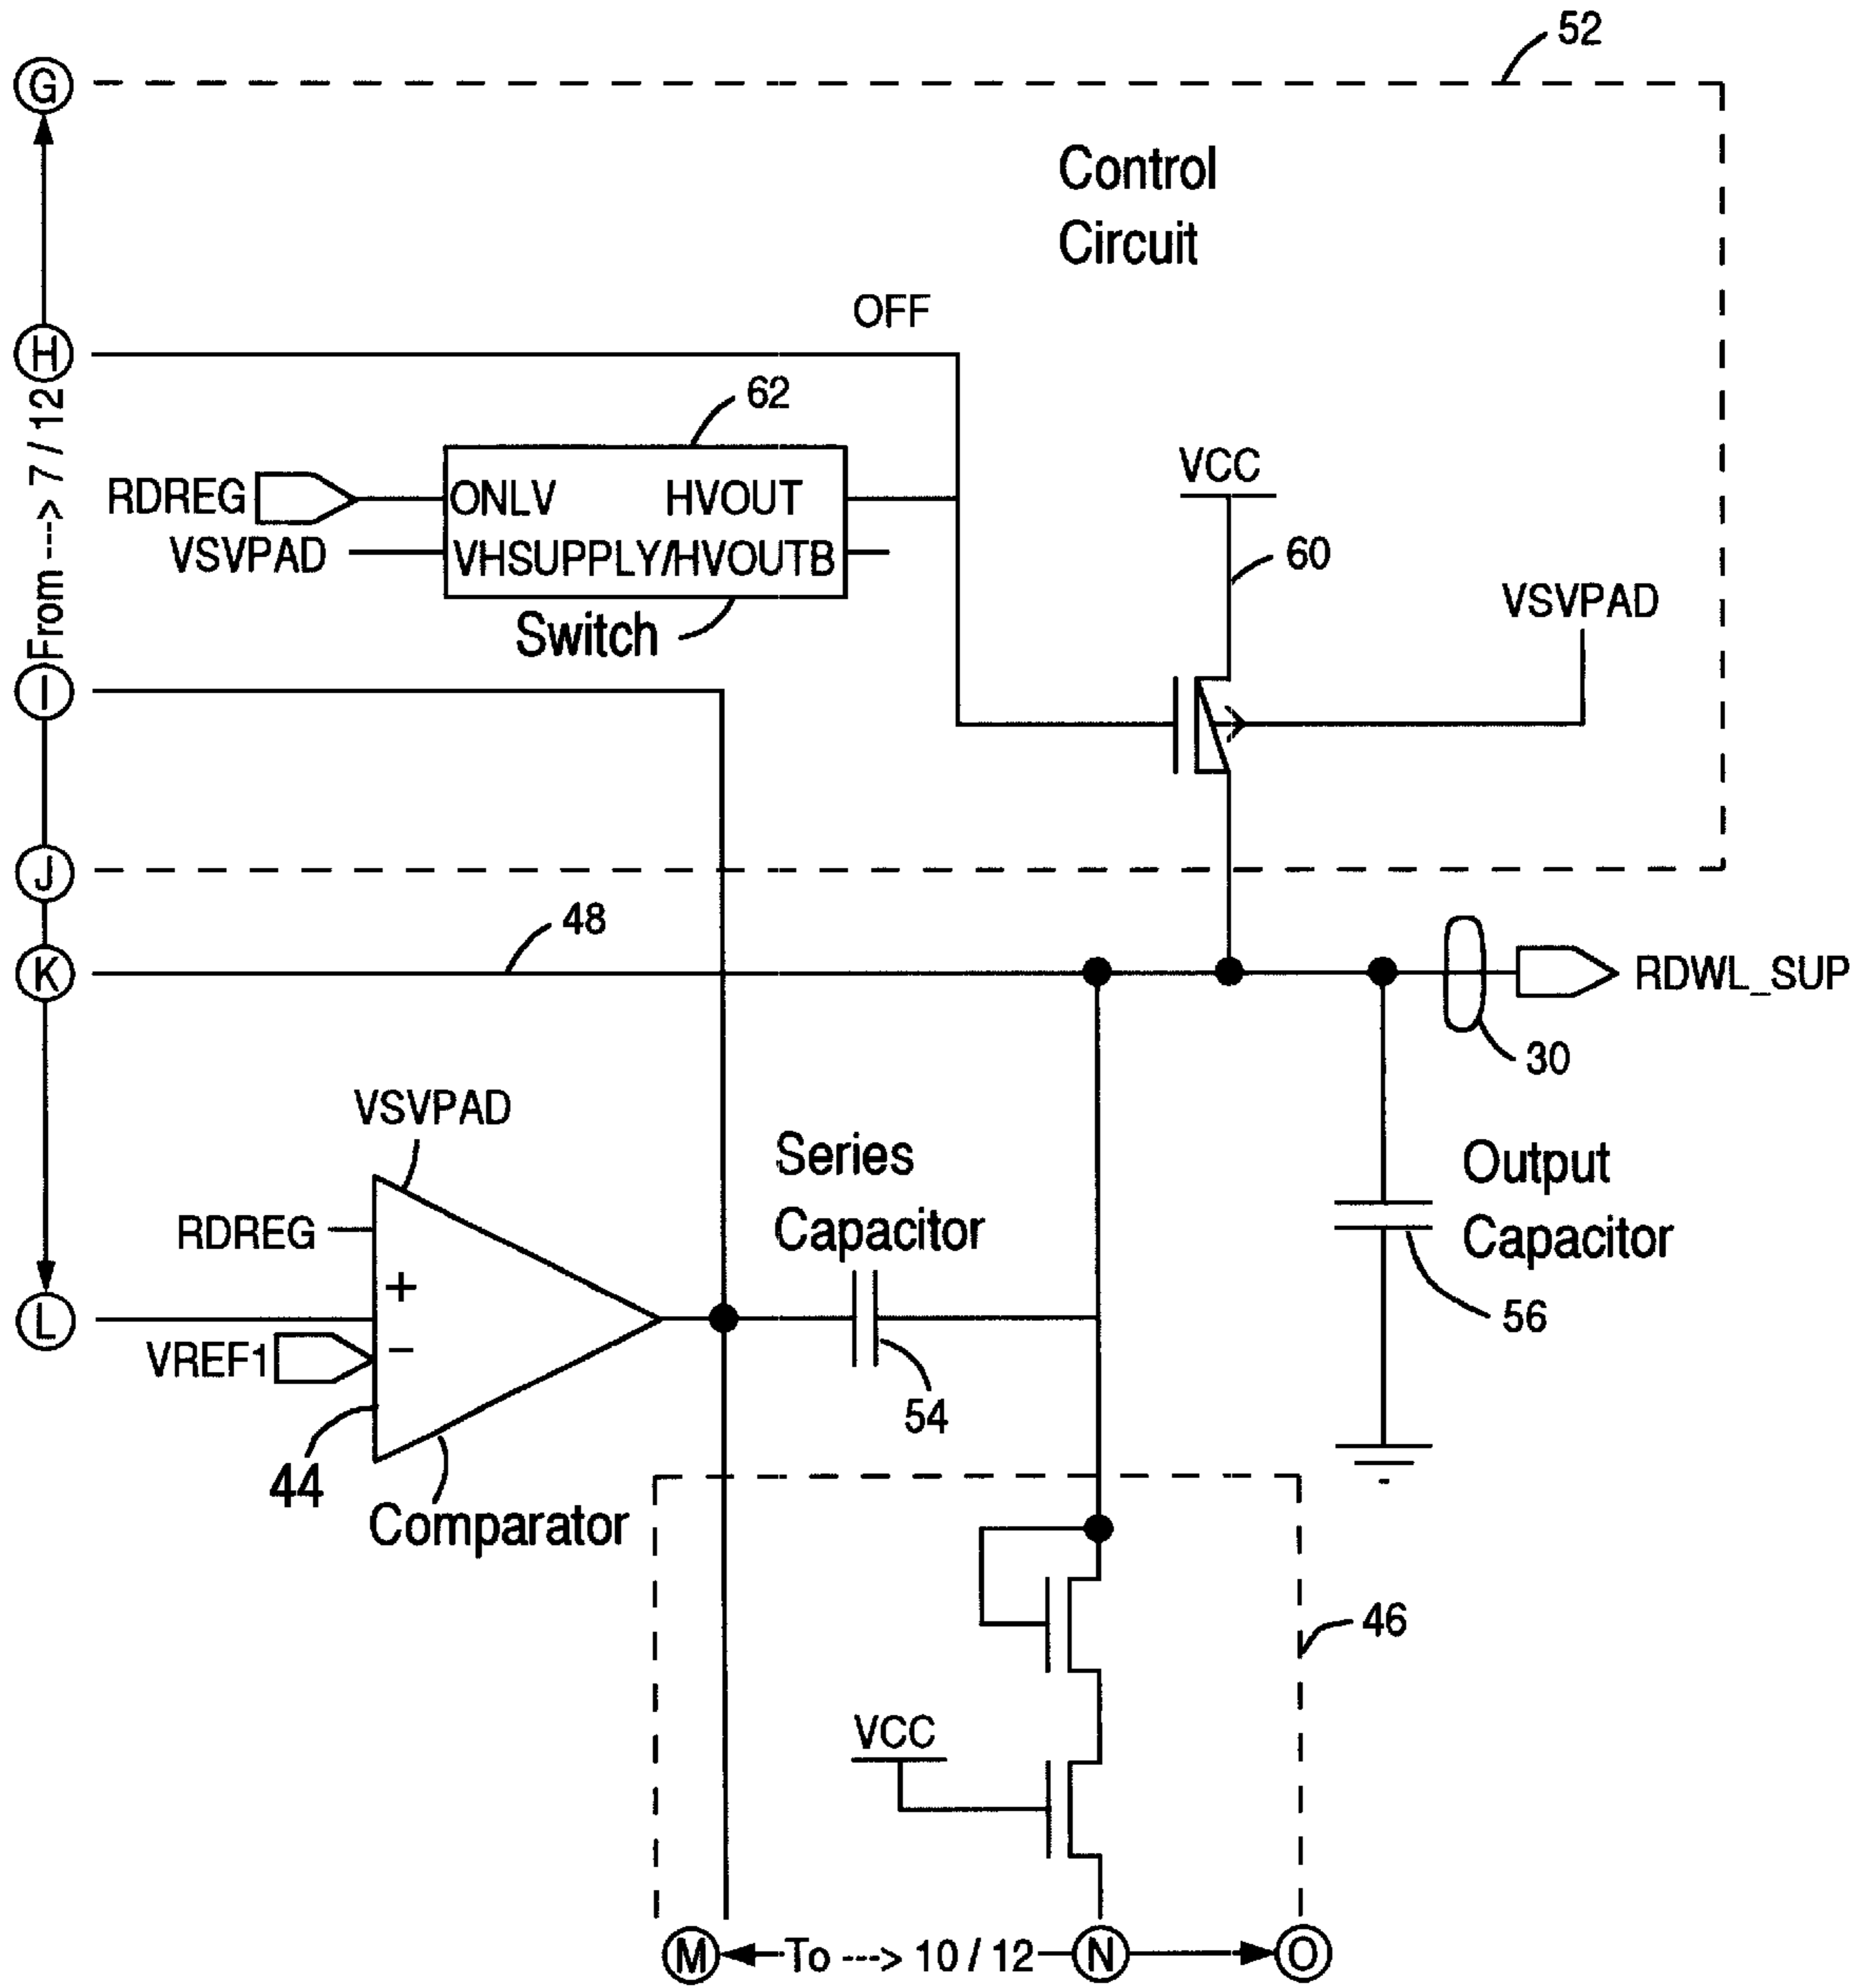 52
G
Control
Circuit
OFF
H
62
From ---> 7 / 12
RDREG
ONLV
HVOUT
VSVPAD
VHSUPPLY/HVOUTB
Switch
VCC
60
VSVPAD
I
J
48
K
RDWL_SUP
30
VSVPAD
Series
Capacitor
Output
Capacitor
RDREG
+
L
VREF1
-
56
54
44
Comparator
46
VCC
M
To ---> 10 / 12
N
O